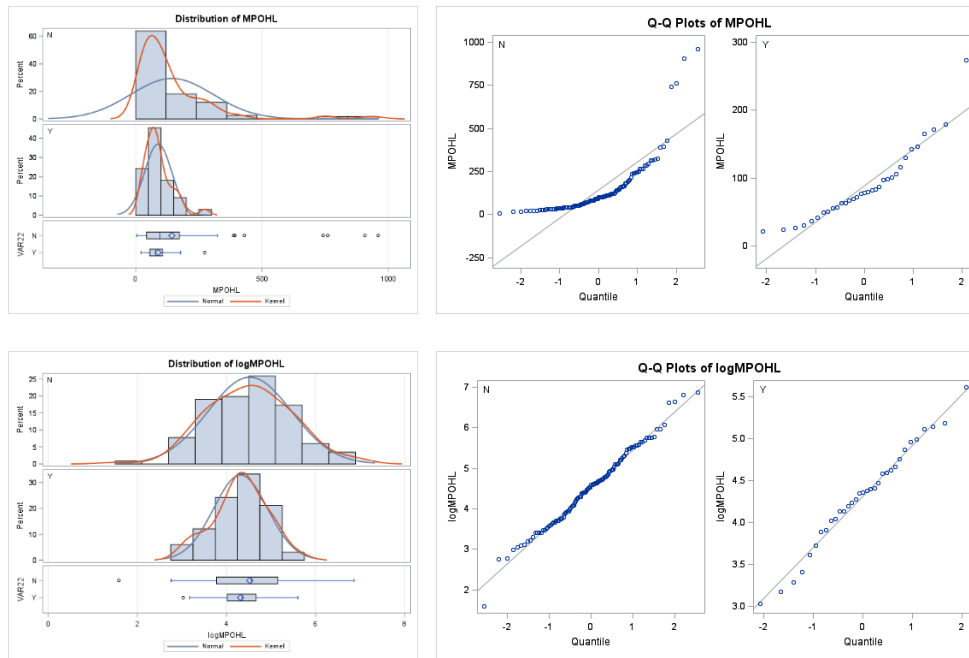 Distribution of MPOHL
N
60
40
20
0
Percent
Y
40
30
20
10
0
Percent
VAR22
N
Y
0 500 1000
MPOHL
Normal Kernel
Q-Q Plots of MPOHL
N
1000
750
500
250
0
-250
MPOHL
-2 -1 0 1 2
Quantile
Y
300
200
100
0
MPOHL
-2 -1 0 1 2
Quantile
Distribution of logMPOHL
N
25
20
15
10
5
0
Percent
Y
30
20
10
0
Percent
VAR22
N
Y
0 2 4 6 8
logMPOHL
Normal Kernel
Q-Q Plots of logMPOHL
N
7
6
5
4
3
2
logMPOHL
-2 -1 0 1 2
Quantile
Y
5.5
5.0
4.5
4.0
3.5
3.0
logMPOHL
-2 -1 0 1 2
Quantile